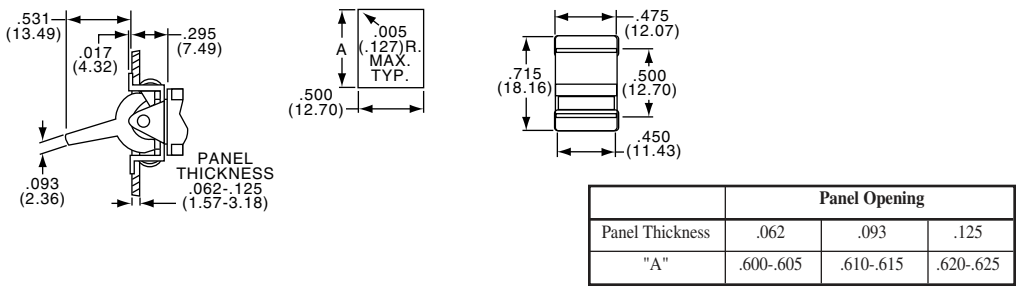 .531
(13.49)
.017
(4.32)
.295
(7.49)
.093
(2.36)
PANEL
THICKNESS
.062-.125
(1.57-3.18)
A
.005
(.127)R.
MAX.
TYP.
.500
(12.70)
.475
(12.07)
.715
(18.16)
.500
(12.70)
.450
(11.43)
Panel Opening
Panel Thickness .062 .093 .125
"A" .600-.605 .610-.615 .620-.625